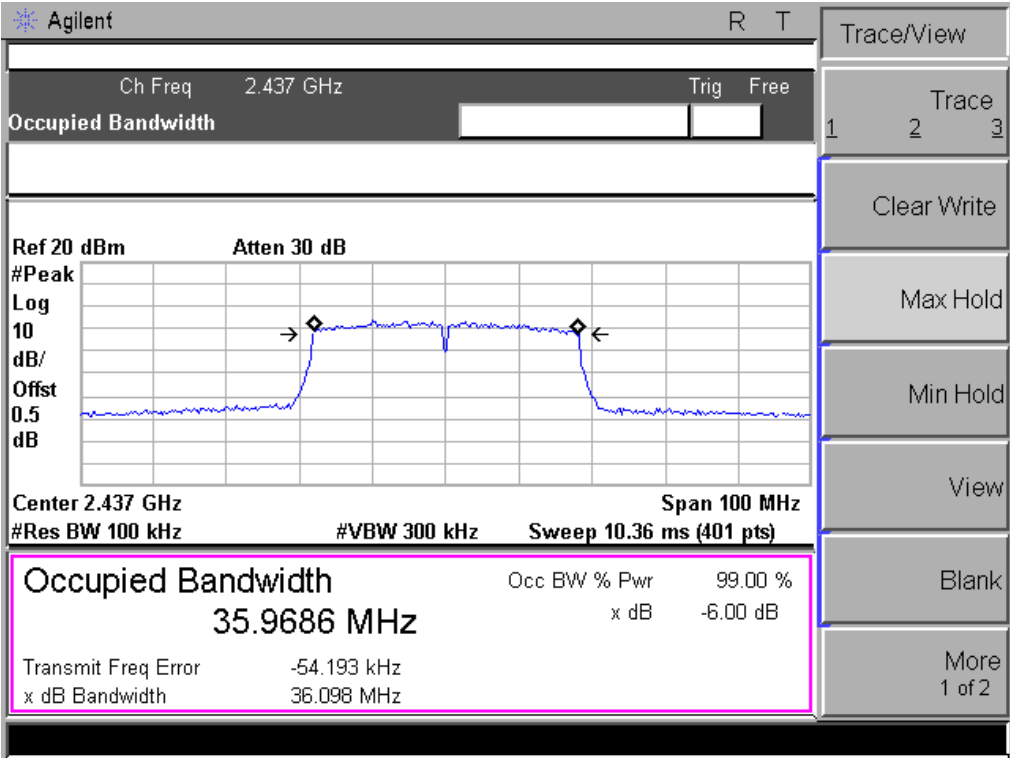 Agilent R T
Trace/View
Ch Freq 2.437 GHz Trig Free
Occupied Bandwidth
Trace
1 2 3
Clear Write
Ref 20 dBm Atten 30 dB
#Peak
Log
10
dB/
Offst
0.5
dB
Max Hold
Min Hold
Center 2.437 GHz Span 100 MHz
#Res BW 100 kHz #VBW 300 kHz Sweep 10.36 ms (401 pts)
View
Occupied Bandwidth Occ BW % Pwr 99.00 %
35.9686 MHz x dB -6.00 dB
Transmit Freq Error -54.193 kHz
x dB Bandwidth 36.098 MHz
Blank
More
1 of 2